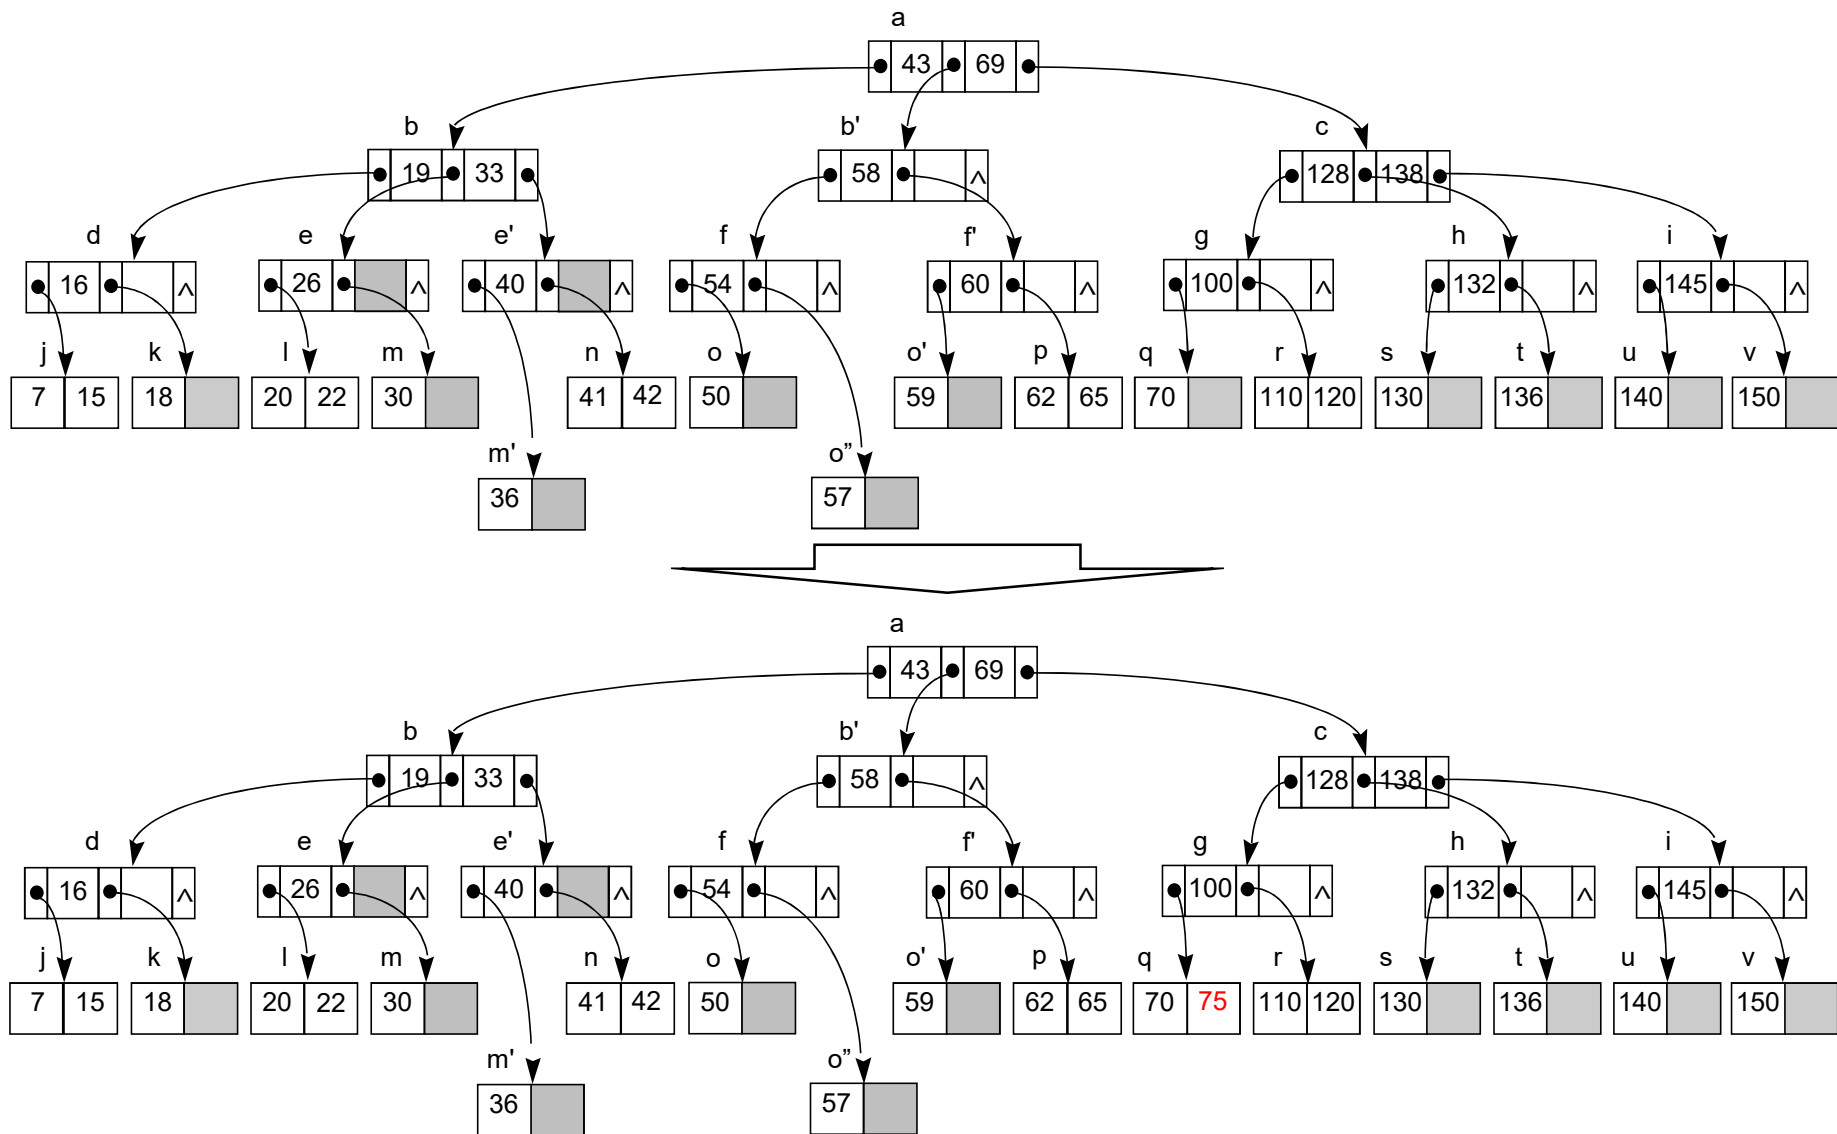 a
43 69
b b' c
19 33 58 ^ 128 138
d e e' f f' g h i
16 ^ 26 ^ 40 ^ 54 ^ 60 ^ 100 ^ 132 ^ 145 ^
j k l m n o o' p q r s t u v
7 15 18 20 22 30 41 42 50 59 62 65 70 110 120 130 136 140 150
m' o”
36 57
a
43 69
b b' c
19 33 58 ^ 128 138
d e e' f f' g h i
16 ^ 26 ^ 40 ^ 54 ^ 60 ^ 100 ^ 132 ^ 145 ^
j k l m n o o' p q r s t u v
7 15 18 20 22 30 41 42 50 59 62 65 70 75 110 120 130 136 140 150
m' o”
36 57